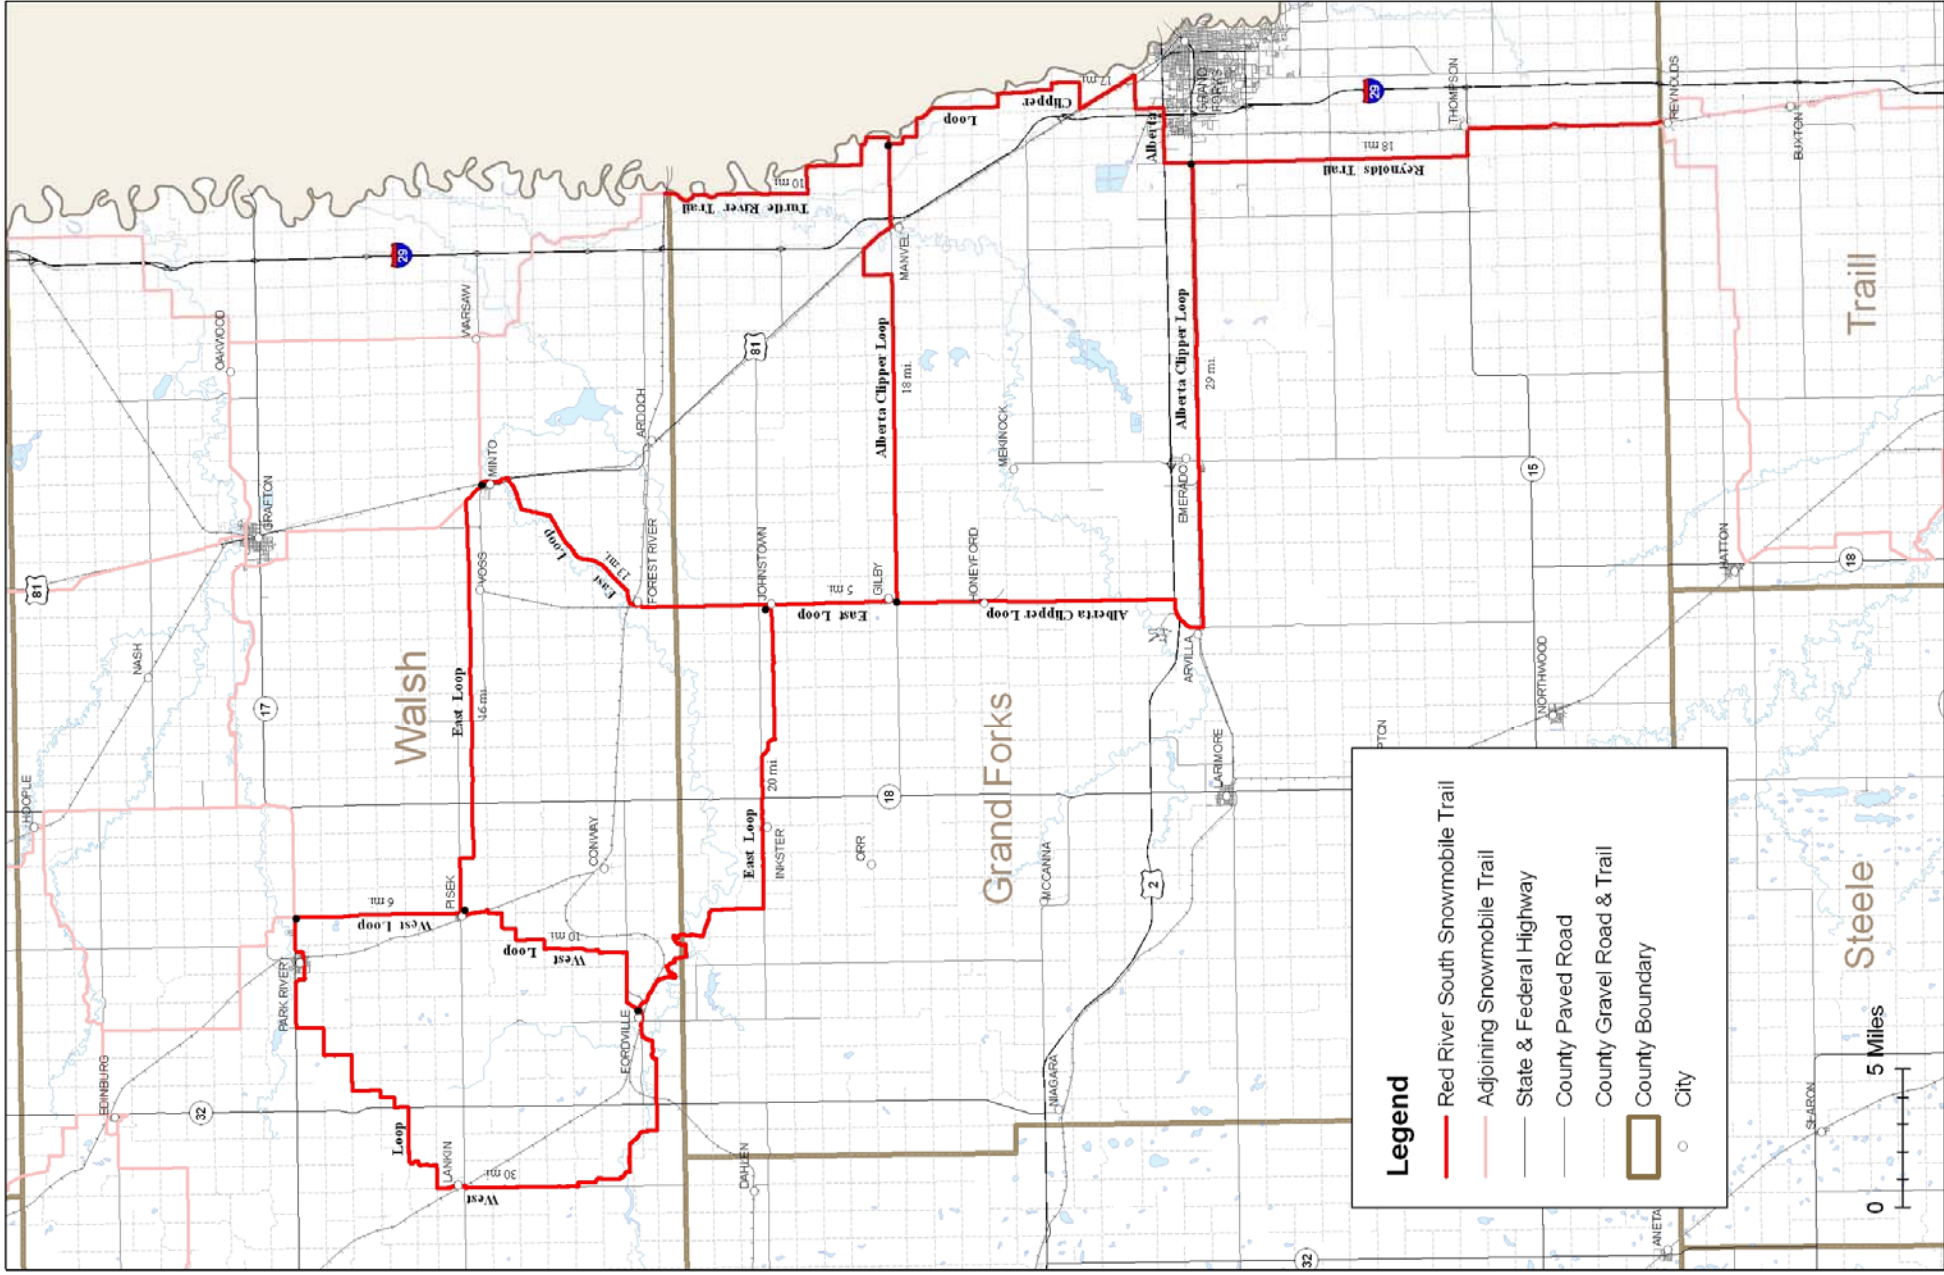 HOOPLE
EDINBURG
NASH
OAKWOOD
81
29
32
17
GRAFTON
WARSAW
PARK RIVER
Walsh
MINTO
VOSS
East Loop
16 mi.
PISEK
6 mi.
West Loop
LANKIN
Loop
West
30 mi.
West Loop
10 mi.
CONWAY
FORDVILLE
East Loop
13 mi.
FOREST RIVER
ARDOCH
81
Turtle River Trail
10 mi.
JOHNSTOWN
East Loop
5 mi.
East Loop
20 mi.
INKSTER
DAHLEN
ORR
18
GILBY
Alberta Clipper Loop
18 mi.
MANVEL
Loop
Clipper
17 mi.
Alberta
HONEYFORD
Alberta Clipper Loop
MEKINOCK
Grand Forks
MCCANNA
NIAGARA
2
ARVILLA
LARIMORE
EMERADO
Alberta Clipper Loop
29 mi.
GRAND FORKS
29
Reynolds Trail
18 mi.
THOMPSON
REYNOLDS
BUXTON
15
NORTHWOOD
PTON
HATTON
18
Traill
Steele
SHARON
ANETA
32
Legend
Red River South Snowmobile Trail
Adjoining Snowmobile Trail
State & Federal Highway
County Paved Road
County Gravel Road & Trail
County Boundary
City
0 5 Miles